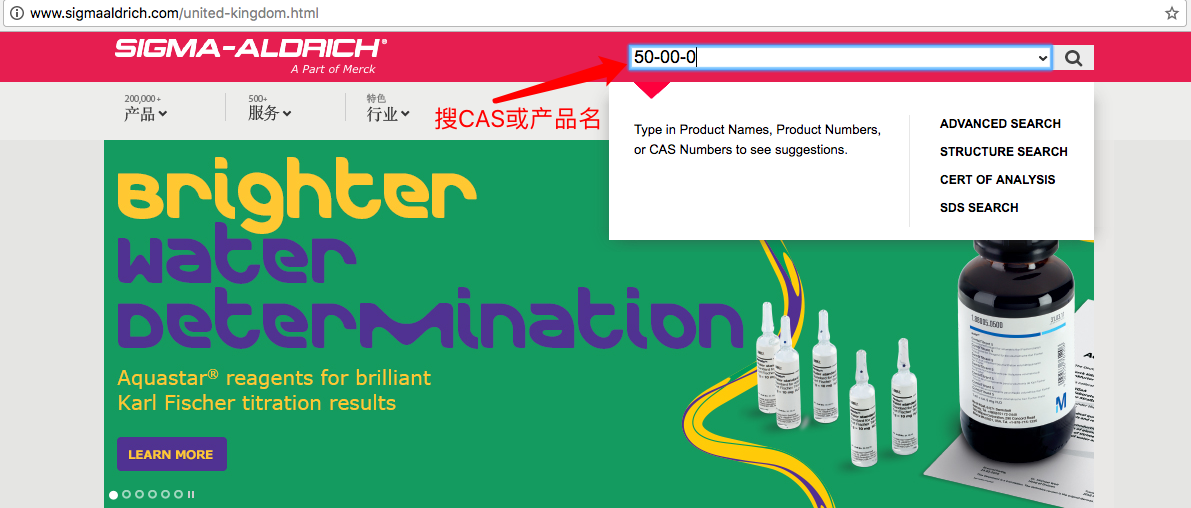 www.sigmaaldrich.com/united-kingdom.html
SIGMA-ALDRICH®
A Part of Merck
50-00-0
200,000+
产品
500+
服务
特色
行业
搜CAS或产品名
Type in Product Names, Product Numbers,
or CAS Numbers to see suggestions.
ADVANCED SEARCH
STRUCTURE SEARCH
CERT OF ANALYSIS
SDS SEARCH
Brighter
water
Determination
Aquastar® reagents for brilliant
Karl Fischer titration results
LEARN MORE
M